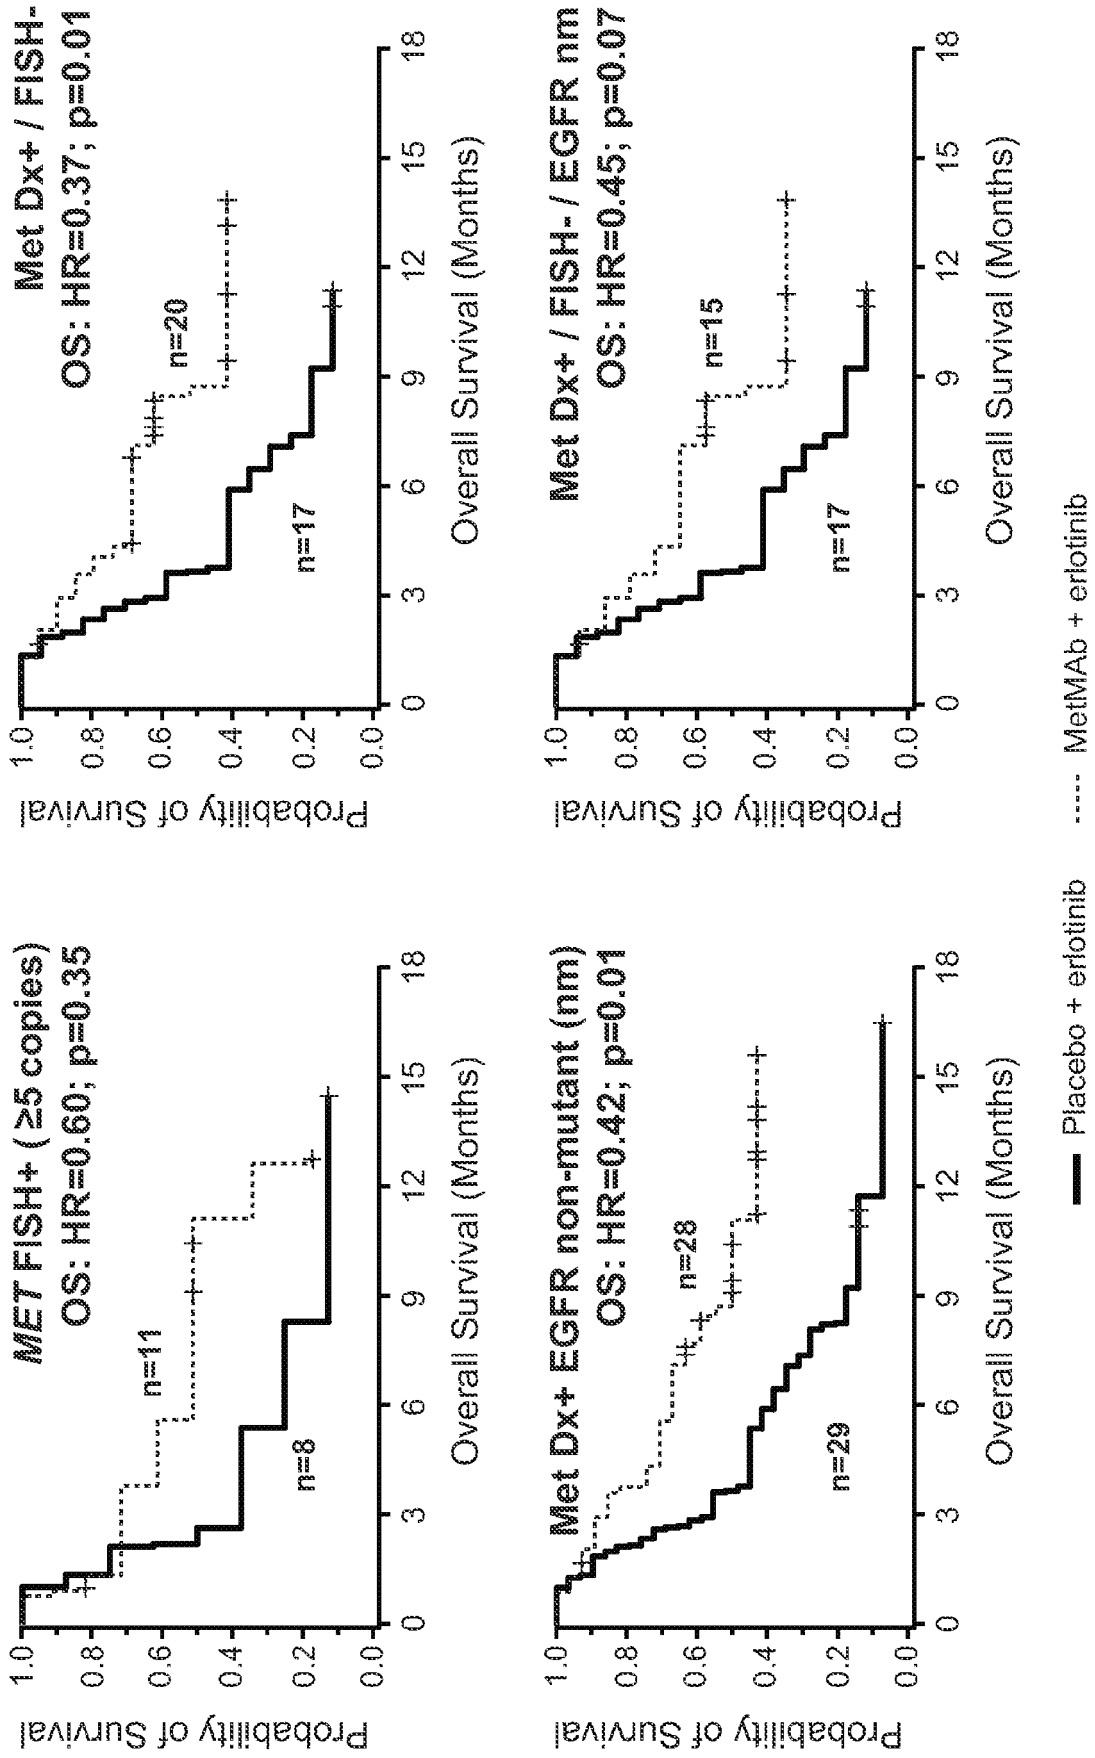 MET FISH+ (≥5 copies)
OS: HR=0.60; p=0.35
Probability of Survival
1.0
0.8
0.6
0.4
0.2
0.0
n=11
n=8
0 3 6 9 12 15 18
Overall Survival (Months)
Met Dx+ / FISH-
OS: HR=0.37; p=0.01
Probability of Survival
1.0
0.8
0.6
0.4
0.2
0.0
n=20
n=17
0 3 6 9 12 15 18
Overall Survival (Months)
Met Dx+ EGFR non-mutant (nm)
OS: HR=0.42; p=0.01
Probability of Survival
1.0
0.8
0.6
0.4
0.2
0.0
n=28
n=29
0 3 6 9 12 15 18
Overall Survival (Months)
Met Dx+ / FISH- / EGFR nm
OS: HR=0.45; p=0.07
Probability of Survival
1.0
0.8
0.6
0.4
0.2
0.0
n=15
n=17
0 3 6 9 12 15 18
Overall Survival (Months)
Placebo + erlotinib
MetMAb + erlotinib